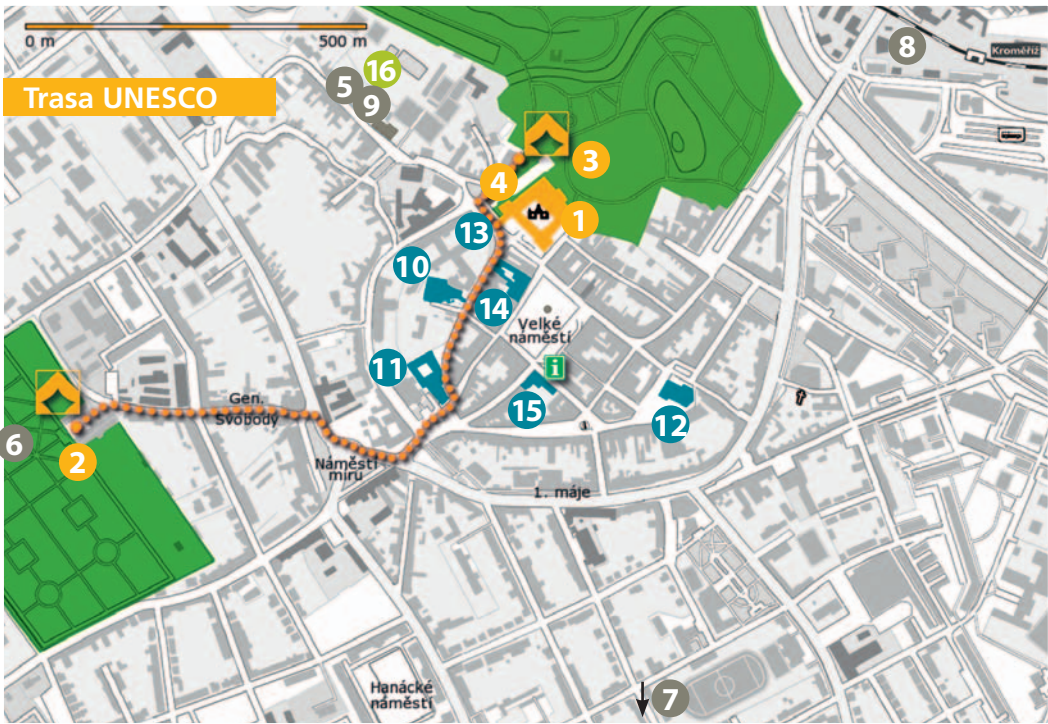 0 m 500 m
Trasa UNESCO
5
16
9
8
Kroměříž
3
4
1
13
10
14
Velké
náměstí
11
i
15
12
Gen.
Svobody
6
2
Náměstí
míru
1. máje
Hanácké
náměstí
7